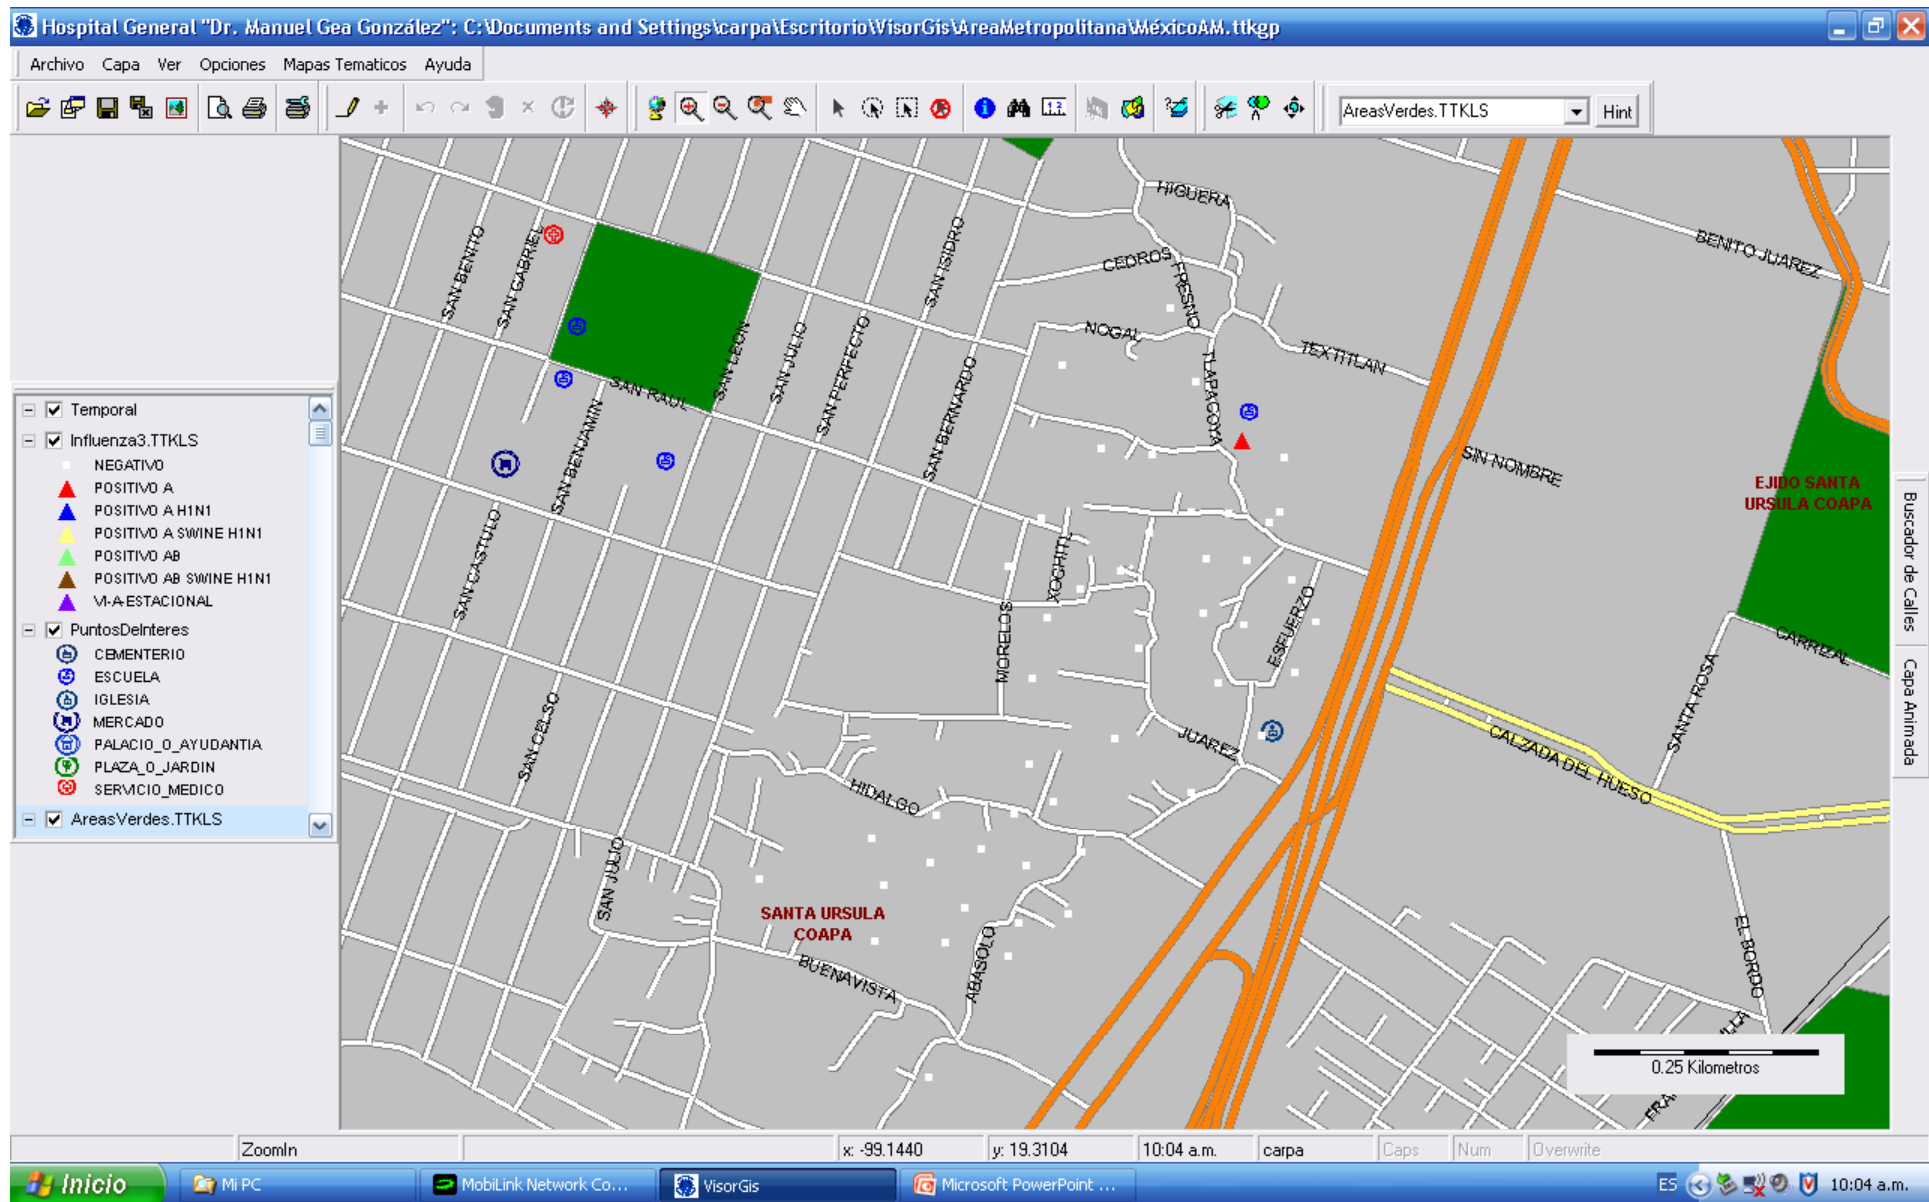 Hospital General "Dr. Manuel Gea González": C:\Documents and Settings\carpa\Escritorio\VisorGis\AreaMetropolitana\MéxicoAM.ttkgp
Archivo Capa Ver Opciones Mapas Tematicos Ayuda
AreasVerdes.TTKLS
Hint
Temporal
Influenza3.TTKLS
NEGATIVO
POSITIVO A
POSITIVO A H1N1
POSITIVO A SWINE H1N1
POSITIVO AB
POSITIVO AB SWINE H1N1
VI-A-ESTACIONAL
PuntosDeInteres
CEMENTERIO
ESCUELA
IGLESIA
MERCADO
PALACIO_O_AYUDANTIA
PLAZA_O_JARDIN
SERVICIO_MEDICO
AreasVerdes.TTKLS
HIGUERA
BENITO JUAREZ
SAN BENITO
SAN GABRIEL
SAN ISIDRO
CEDROS
FRESNO
NOGAL
TEXTITLAN
TLAPACOYA
SAN LEON
SAN JULIO
SAN PERFECTO
SAN RAUL
SAN BERNARDO
SAN BENJAMIN
SIN NOMBRE
EJIDO SANTA
URSULA COAPA
SAN CASTULO
XOCHITL
MORELOS
ESFUERZO
CARRIZAL
SANTA ROSA
SAN CELSO
JUAREZ
CALZADA DEL HUESO
HIDALGO
SAN JULIO
SANTA URSULA
COAPA
BUENAVISTA
ABASOLO
EL BORDO
0.25 Kilometros
Buscador de Calles
Capa Animada
ZoomIn
x: -99.1440
y: 19.3104
10:04 a.m.
carpa
Caps
Num
Overwrite
Inicio
Mi PC
MobiLink Network Co...
VisorGis
Microsoft PowerPoint ...
ES
10:04 a.m.